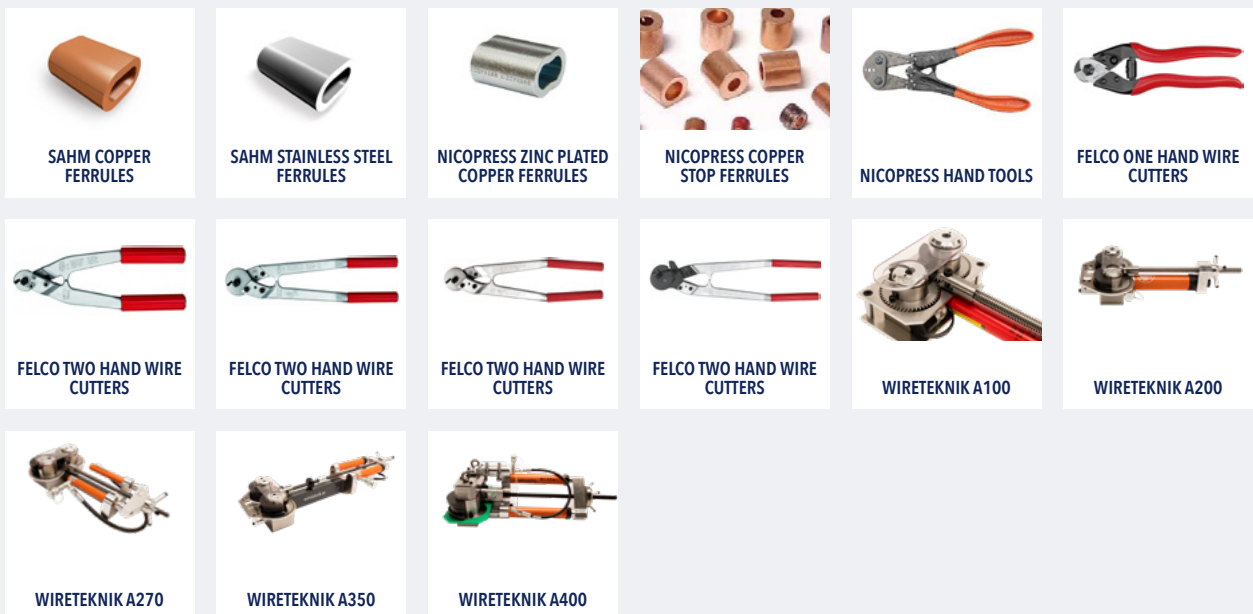 SAHM COPPER
FERRULES
SAHM STAINLESS STEEL
FERRULES
NICOPRESS ZINC PLATED
COPPER FERRULES
NICOPRESS COPPER
STOP FERRULES
NICOPRESS HAND TOOLS
FELCO ONE HAND WIRE
CUTTERS
FELCO TWO HAND WIRE
CUTTERS
FELCO TWO HAND WIRE
CUTTERS
FELCO TWO HAND WIRE
CUTTERS
FELCO TWO HAND WIRE
CUTTERS
WIRETEKNIK A100
WIRETEKNIK A200
WIRETEKNIK A270
WIRETEKNIK A350
WIRETEKNIK A400